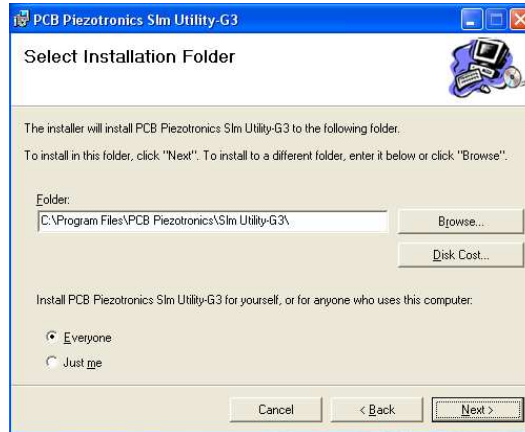 PCB Piezotronics Slm Utility-G3
Select Installation Folder
The installer will install PCB Piezotronics Slm Utility-G3 to the following folder.
To install in this folder, click "Next". To install to a different folder, enter it below or click "Browse".
Folder:
C:\Program Files\PCB Piezotronics\Slm Utility-G3\
Browse...
Disk Cost...
Install PCB Piezotronics Slm Utility-G3 for yourself, or for anyone who uses this computer:
Everyone
Just me
Cancel
< Back
Next >